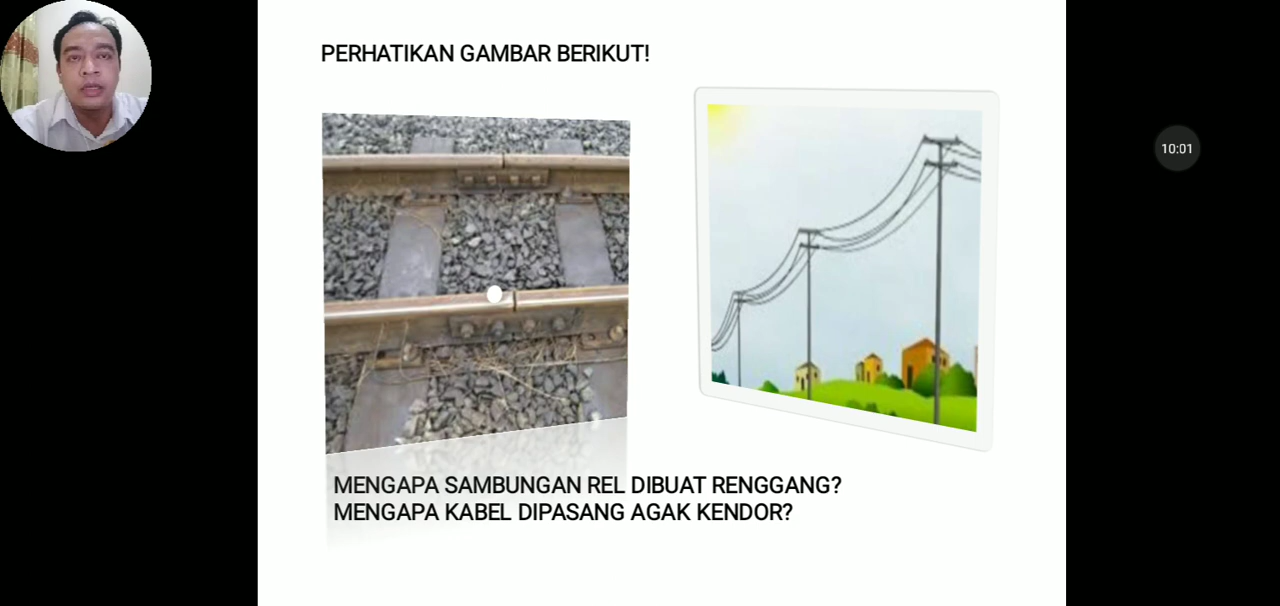 PERHATIKAN GAMBAR BERIKUT!
10:01
MENGAPA SAMBUNGAN REL DIBUAT RENGGANG?
MENGAPA KABEL DIPASANG AGAK KENDOR?